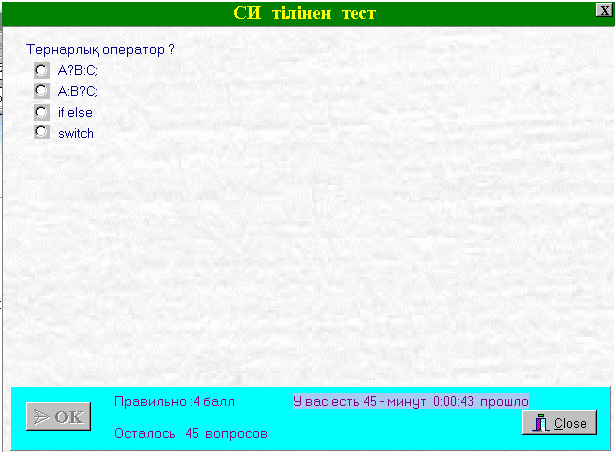 СИ тілінен тест
X
Тернарлық оператор ?
A?B:C;
A:B?C;
if else
switch
OK
Правильно :4 балл
У вас есть 45 - минут 0:00:43 прошло
Close
Осталось 45 вопросов